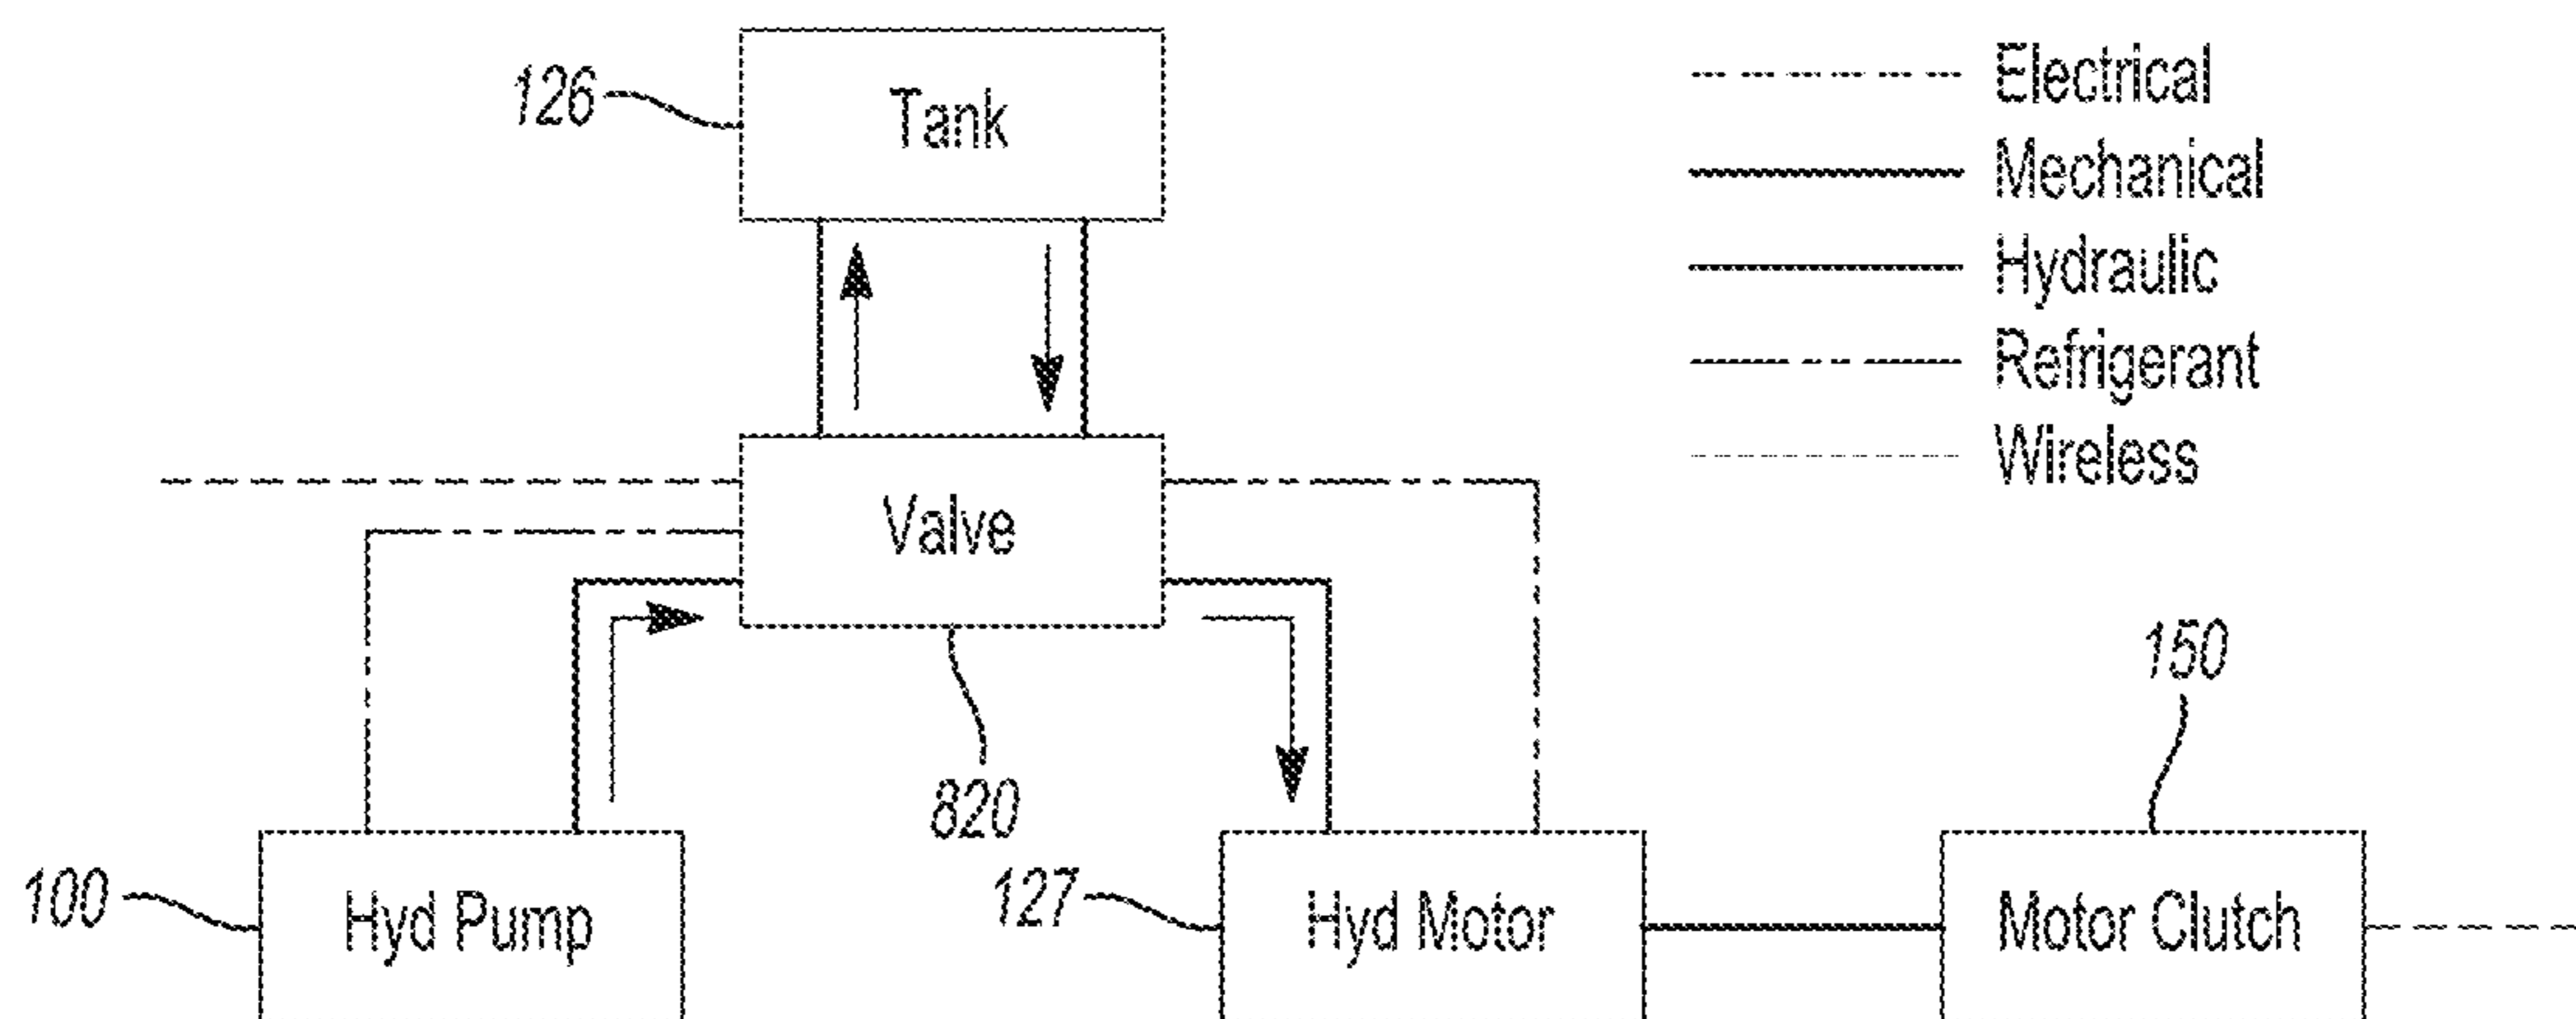 126
Tank
Electrical
Mechanical
Hydraulic
Refrigerant
Wireless
Valve
820
150
100
Hyd Pump
127
Hyd Motor
Motor Clutch